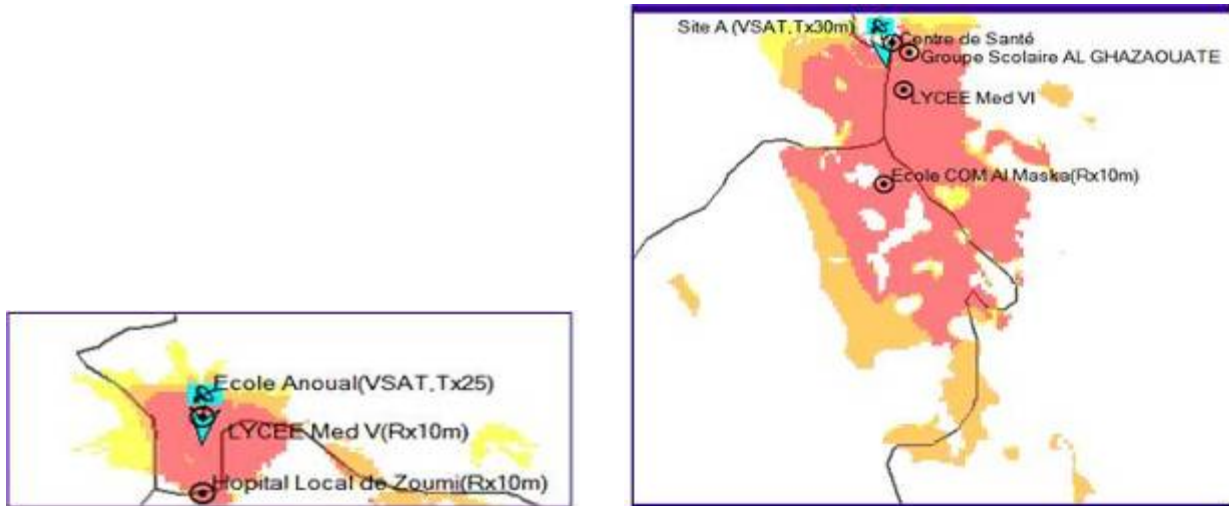 Site A (VSAT,Tx30m)
Centre de Santé
Groupe Scolaire AL GHAZAOUATE
LYCEE Med VI
Ecole COM Al Maska(Rx10m)
Ecole Anoual(VSAT,Tx25)
LYCEE Med V(Rx10m)
Hopital Local de Zoumi(Rx10m)